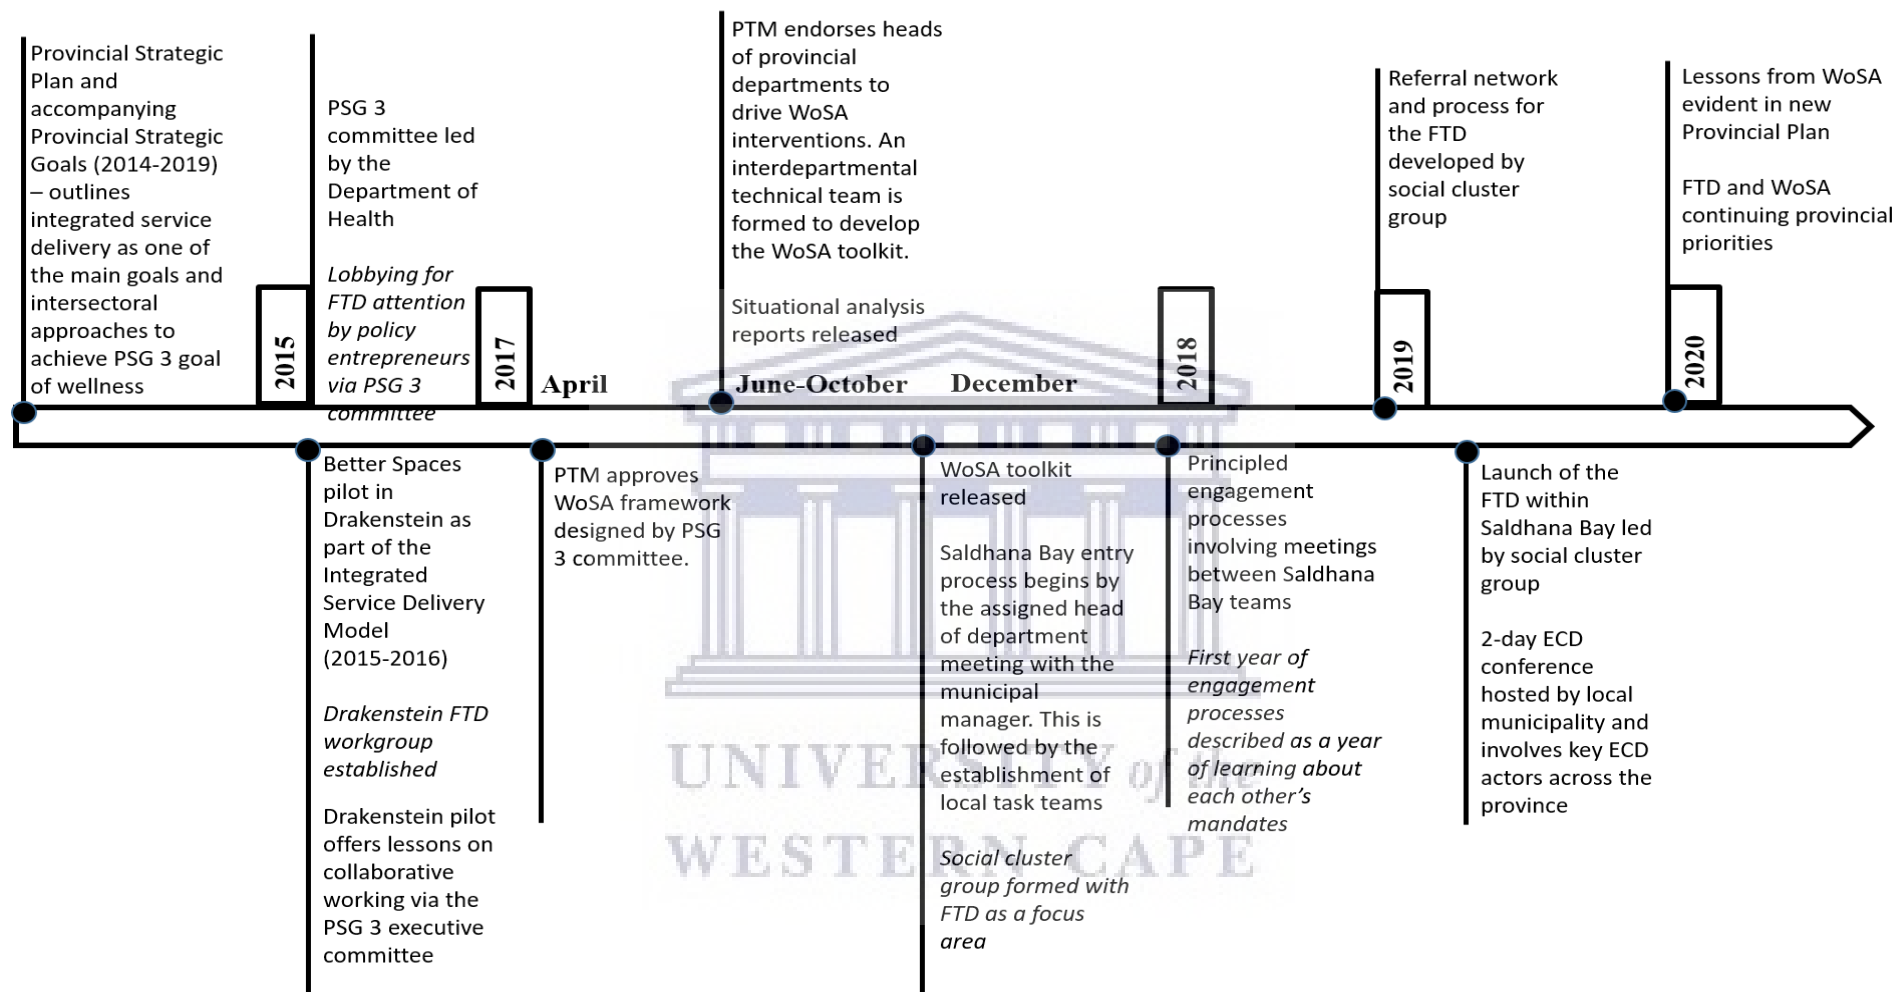 Provincial Strategic
Plan and
accompanying
Provincial Strategic
Goals (2014-2019)
– outlines
integrated service
delivery as one of
the main goals and
intersectoral
approaches to
achieve PSG 3 goal
of wellness
2015
PSG 3
committee led
by the
Department of
Health
Lobbying for
FTD attention
by policy
entrepreneurs
via PSG 3
committee
2017
April
PTM endorses heads
of provincial
departments to
drive WoSA
interventions. An
interdepartmental
technical team is
formed to develop
the WoSA toolkit.
Situational analysis
reports released
June-October
December
2018
Referral network
and process for
the FTD
developed by
social cluster
group
2019
Lessons from WoSA
evident in new
Provincial Plan
FTD and WoSA
continuing provincial
priorities
2020
Better Spaces
pilot in
Drakenstein as
part of the
Integrated
Service Delivery
Model
(2015-2016)
Drakenstein FTD
workgroup
established
Drakenstein pilot
offers lessons on
collaborative
working via the
PSG 3 executive
committee
PTM approves
WoSA framework
designed by PSG
3 committee.
WoSA toolkit
released
Saldhana Bay entry
process begins by
the assigned head
of department
meeting with the
municipal
manager. This is
followed by the
establishment of
local task teams
Social cluster
group formed with
FTD as a focus
area
Principled
engagement
processes
involving meetings
between Saldhana
Bay teams
First year of
engagement
processes
described as a year
of learning about
each other’s
mandates
Launch of the
FTD within
Saldhana Bay led
by social cluster
group
2-day ECD
conference
hosted by local
municipality and
involves key ECD
actors across the
province
UNIVERSITY of the
WESTERN CAPE